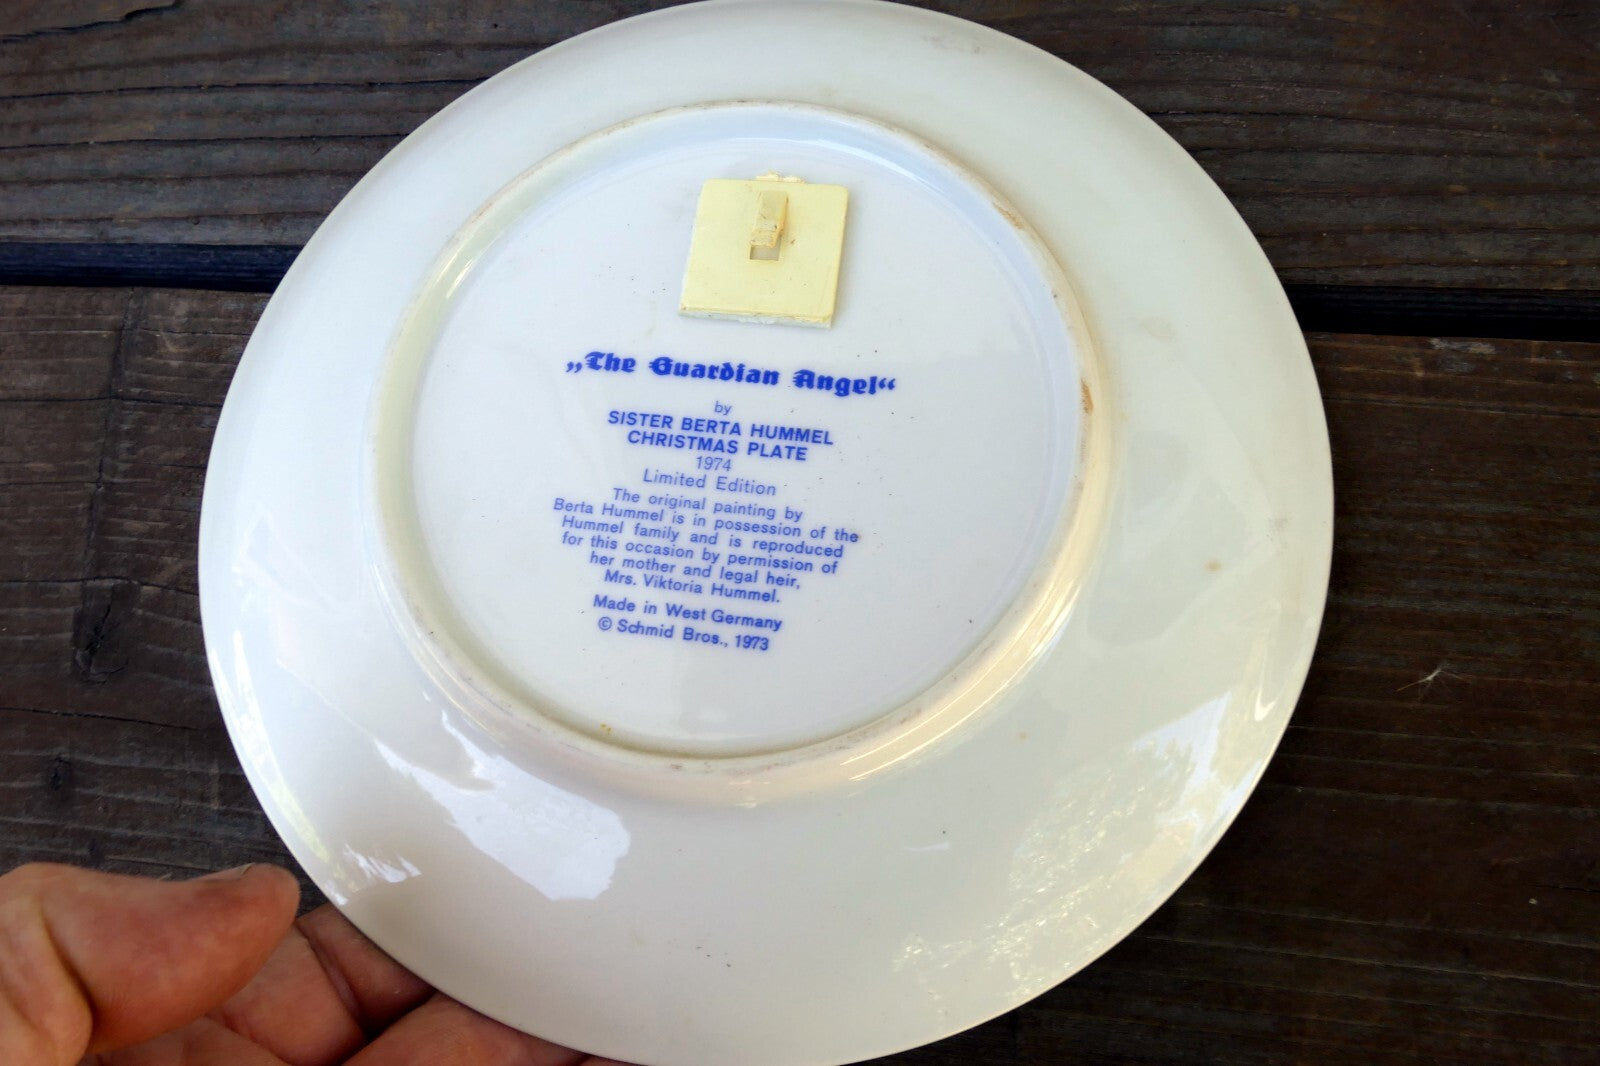 „The Guardian Angel“
by
SISTER BERTA HUMMEL
CHRISTMAS PLATE
1974
Limited Edition
The original painting by
Berta Hummel is in possession of the
Hummel family and is reproduced
for this occasion by permission of
her mother and legal heir,
Mrs. Viktoria Hummel.
Made in West Germany
© Schmid Bros., 1973